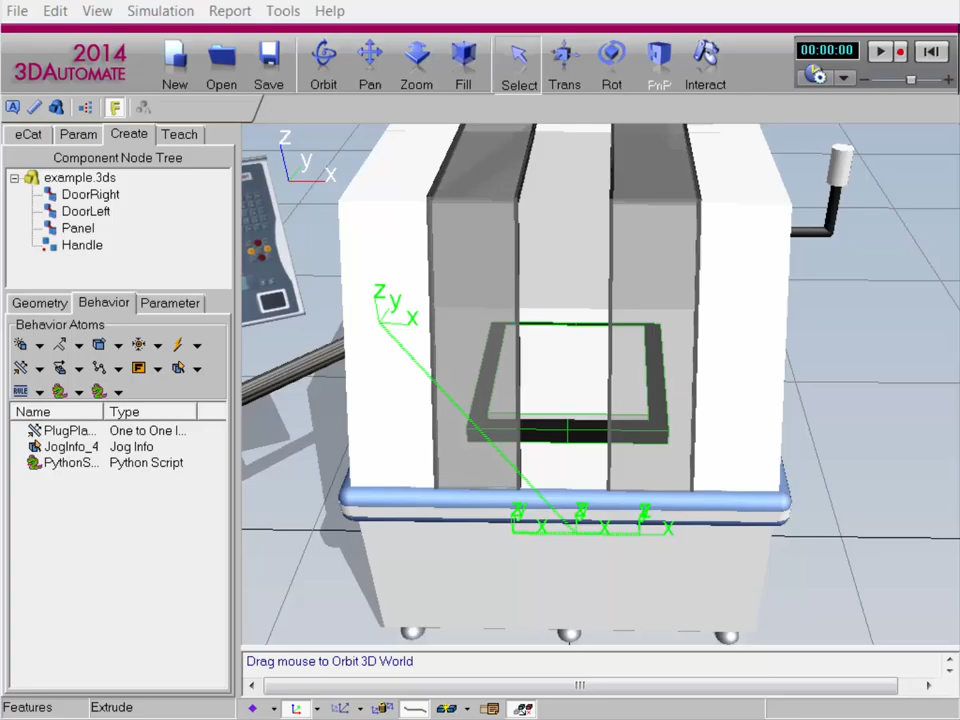 File Edit View Simulation Report Tools Help
2014
3DAUTOMATE
New Open Save Orbit Pan Zoom Fill Select Trans Rot PnP Interact
00:00:00
A F
eCat Param Create Teach
Component Node Tree
example.3ds
DoorRight
DoorLeft
Panel
Handle
Geometry Behavior Parameter
Behavior Atoms
F
RULE
Name Type
PlugPla... One to One I...
JogInfo_4 Jog Info
PythonS... Python Script
Z
y
X
Z
y
X
X X X
Drag mouse to Orbit 3D World
Features Extrude